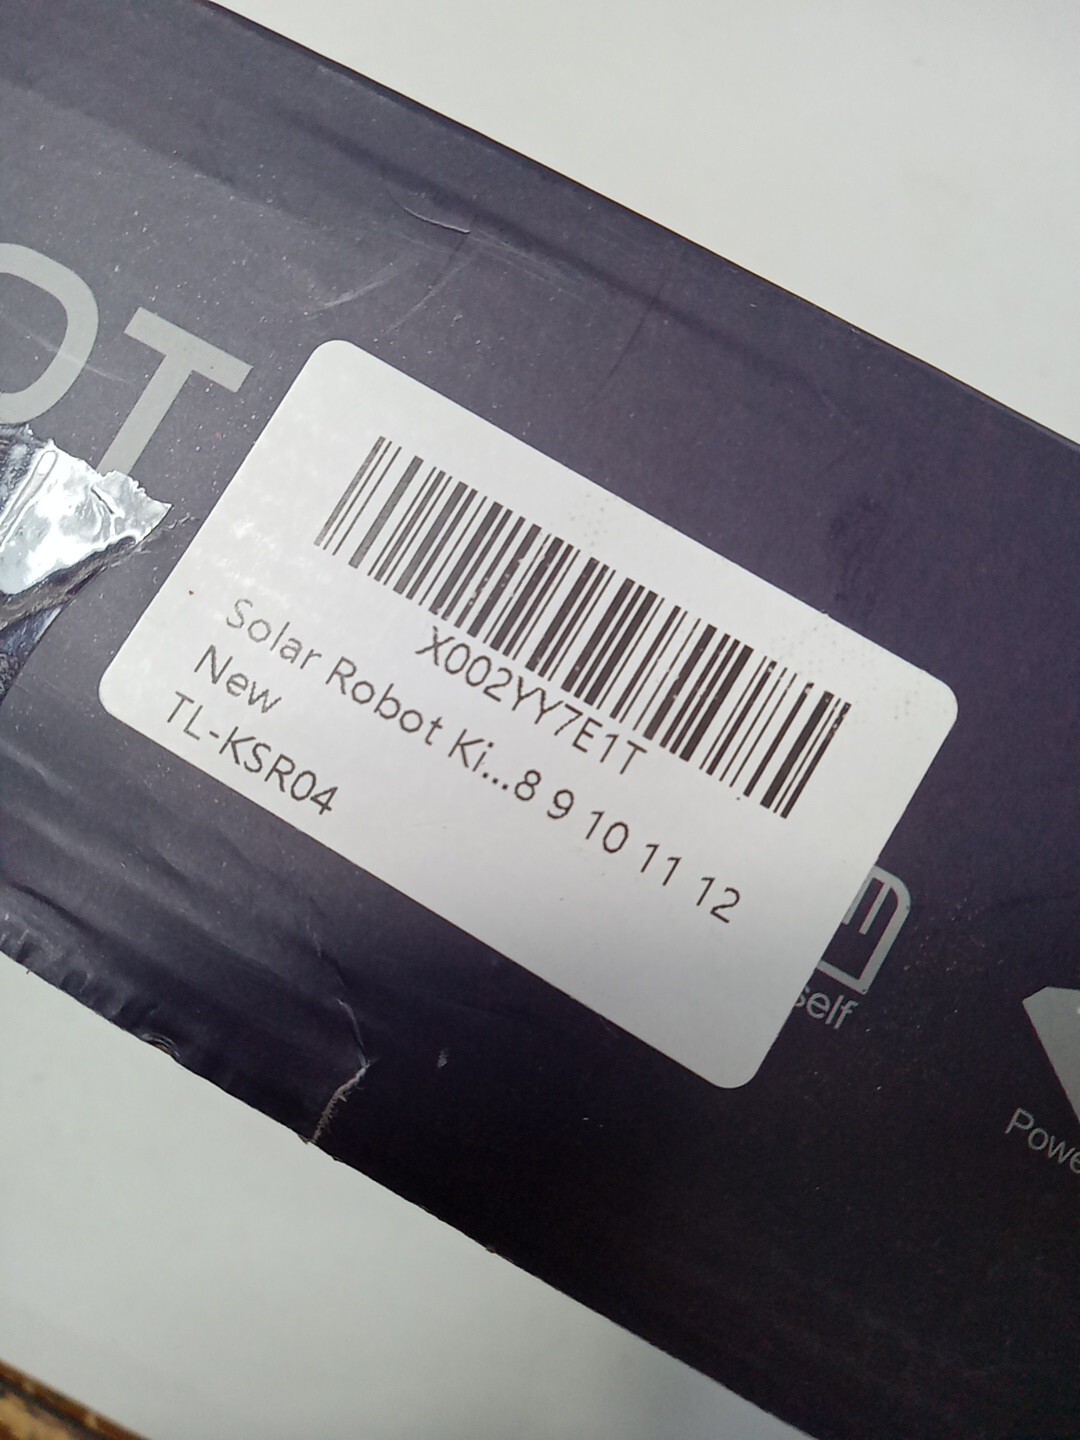 OT
X002YY7E1T
Solar Robot Ki...8 9 10 11 12
New
TL-KSR04
self
Powe